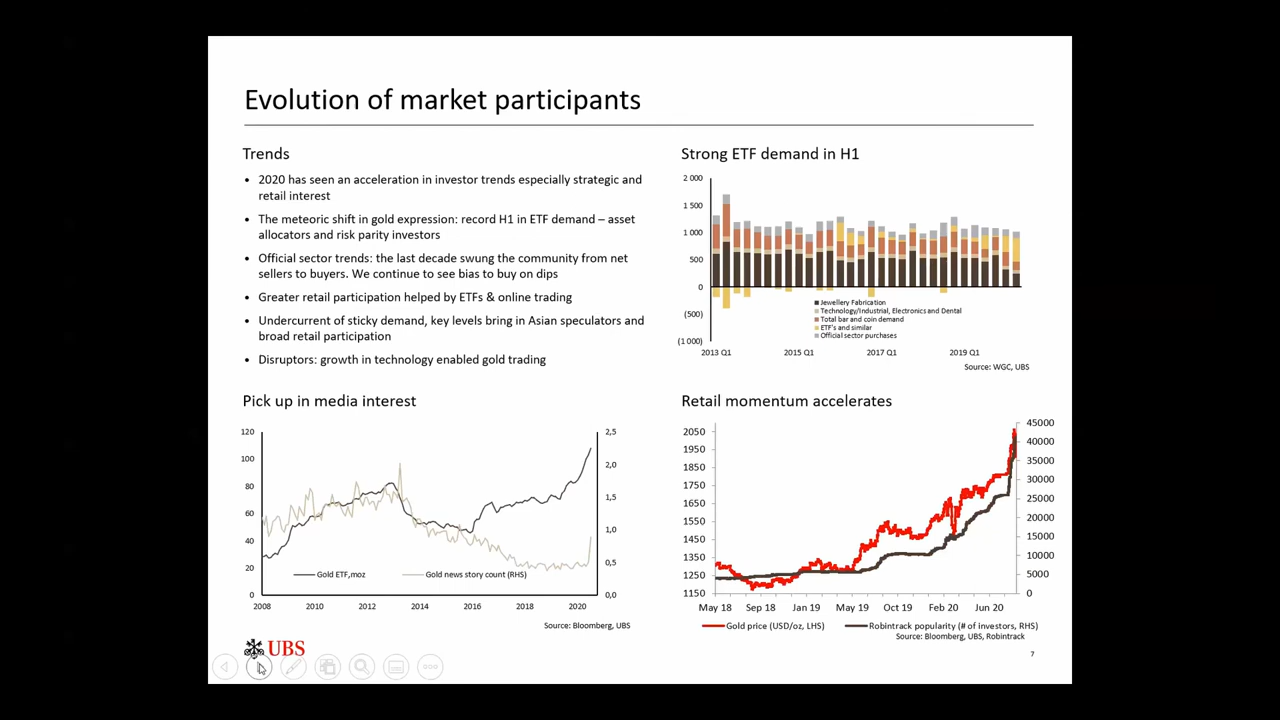 Evolution of market participants
Trends
• 2020 has seen an acceleration in investor trends especially strategic and
retail interest
• The meteoric shift in gold expression: record H1 in ETF demand – asset
allocators and risk parity investors
• Official sector trends: the last decade swung the community from net
sellers to buyers. We continue to see bias to buy on dips
• Greater retail participation helped by ETFs & online trading
• Undercurrent of sticky demand, key levels bring in Asian speculators and
broad retail participation
• Disruptors: growth in technology enabled gold trading
Strong ETF demand in H1
2 000
1 500
1 000
500
0
(500)
(1 000)
Jewellery Fabrication
Technology/Industrial, Electronics and Dental
Total bar and coin demand
ETF's and similar
Official sector purchases
2013 Q1 2015 Q1 2017 Q1 2019 Q1
Source: WGC, UBS
Pick up in media interest
120
100
80
60
40
20
0
2,5
2,0
1,5
1,0
0,5
0,0
Gold ETF,moz Gold news story count (RHS)
2008 2010 2012 2014 2016 2018 2020
Source: Bloomberg, UBS
Retail momentum accelerates
2050
1950
1850
1750
1650
1550
1450
1350
1250
1150
45000
40000
35000
30000
25000
20000
15000
10000
5000
0
May 18 Sep 18 Jan 19 May 19 Oct 19 Feb 20 Jun 20
Gold price (USD/oz, LHS) Robintrack popularity (# of investors, RHS)
Source: Bloomberg, UBS, Robintrack
UBS
7